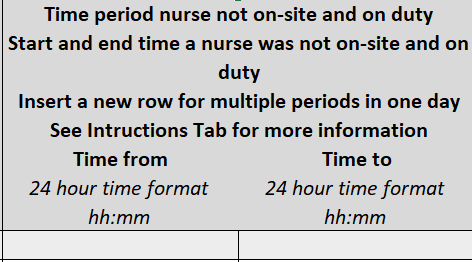 Time period nurse not on-site and on duty
Start and end time a nurse was not on-site and on
duty
Insert a new row for multiple periods in one day
See Intructions Tab for more information
Time from Time to
24 hour time format 24 hour time format
hh:mm hh:mm